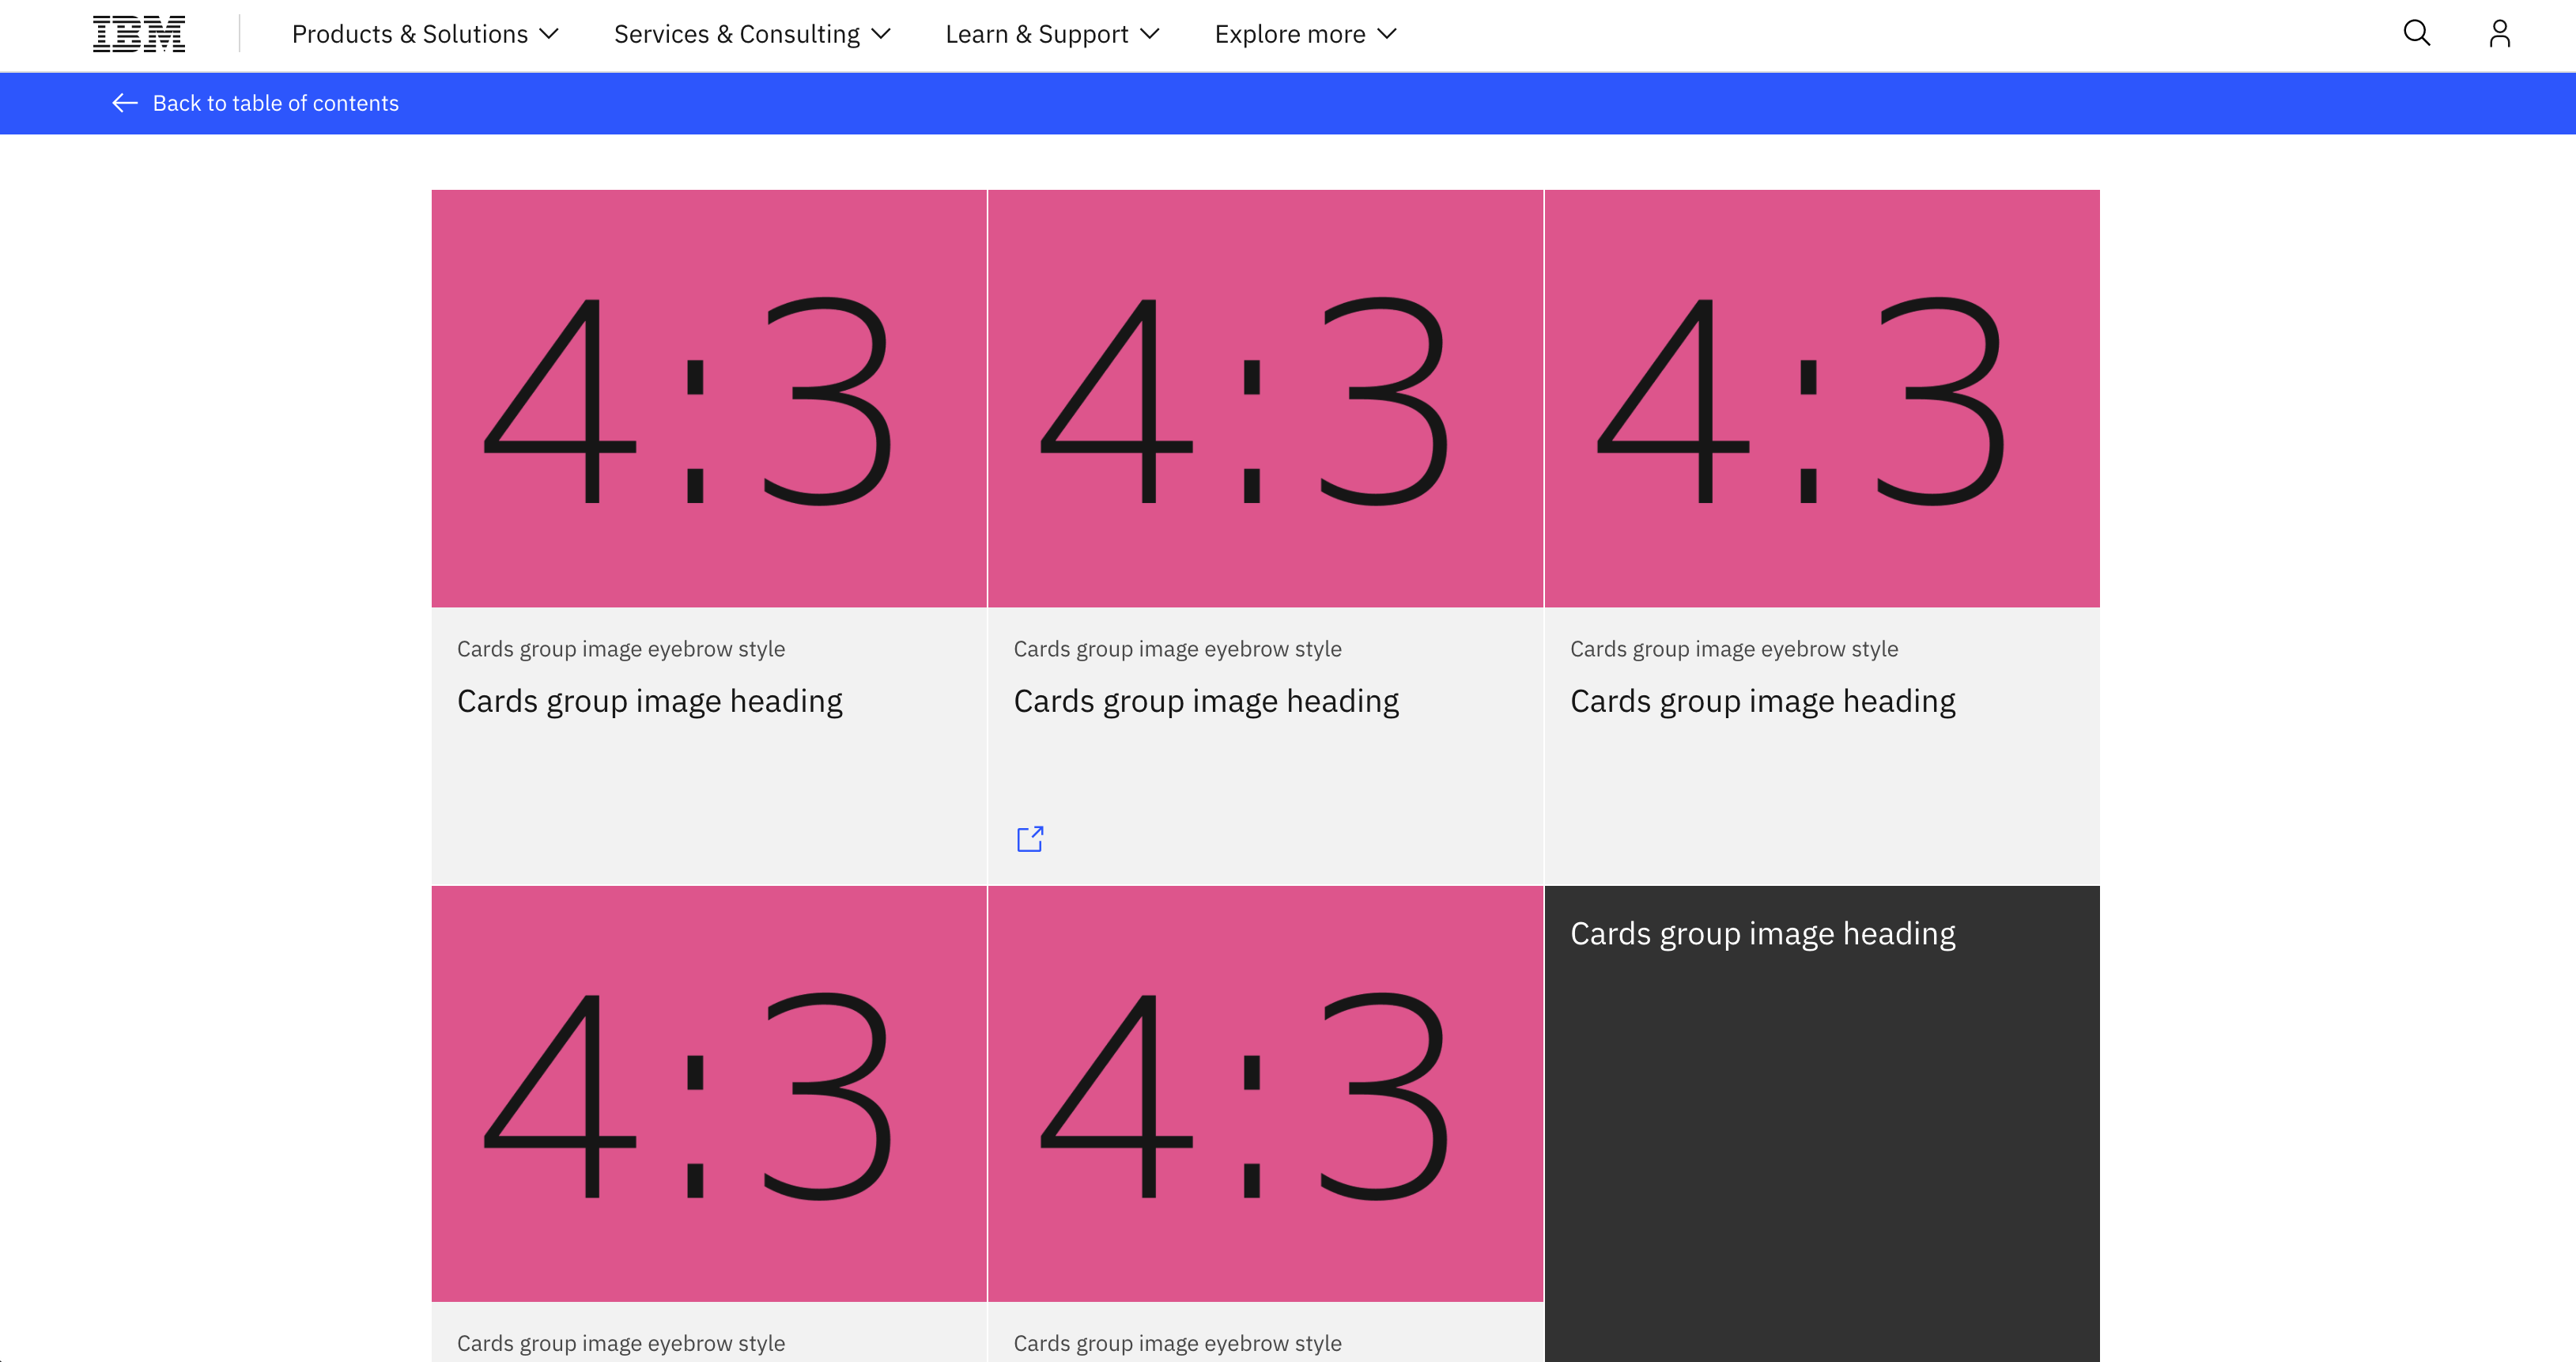 IBM
Products & Solutions
Services & Consulting
Learn & Support
Explore more
Back to table of contents
4:3
4:3
4:3
Cards group image eyebrow style
Cards group image eyebrow style
Cards group image eyebrow style
Cards group image heading
Cards group image heading
Cards group image heading
4:3
4:3
Cards group image heading
Cards group image eyebrow style
Cards group image eyebrow style